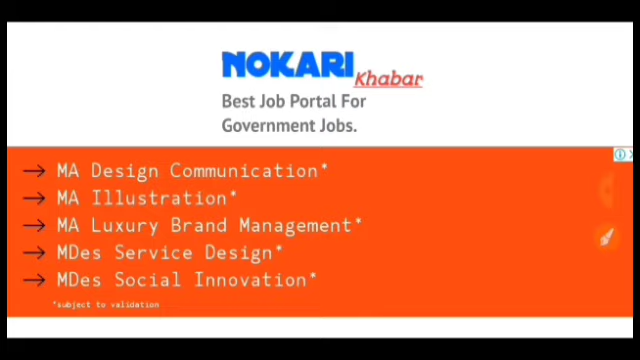 NOKARI
Khabar
Best Job Portal For
Government Jobs.
→ MA Design Communication*
→ MA Illustration*
→ MA Luxury Brand Management*
→ MDes Service Design*
→ MDes Social Innovation*
*subject to validation